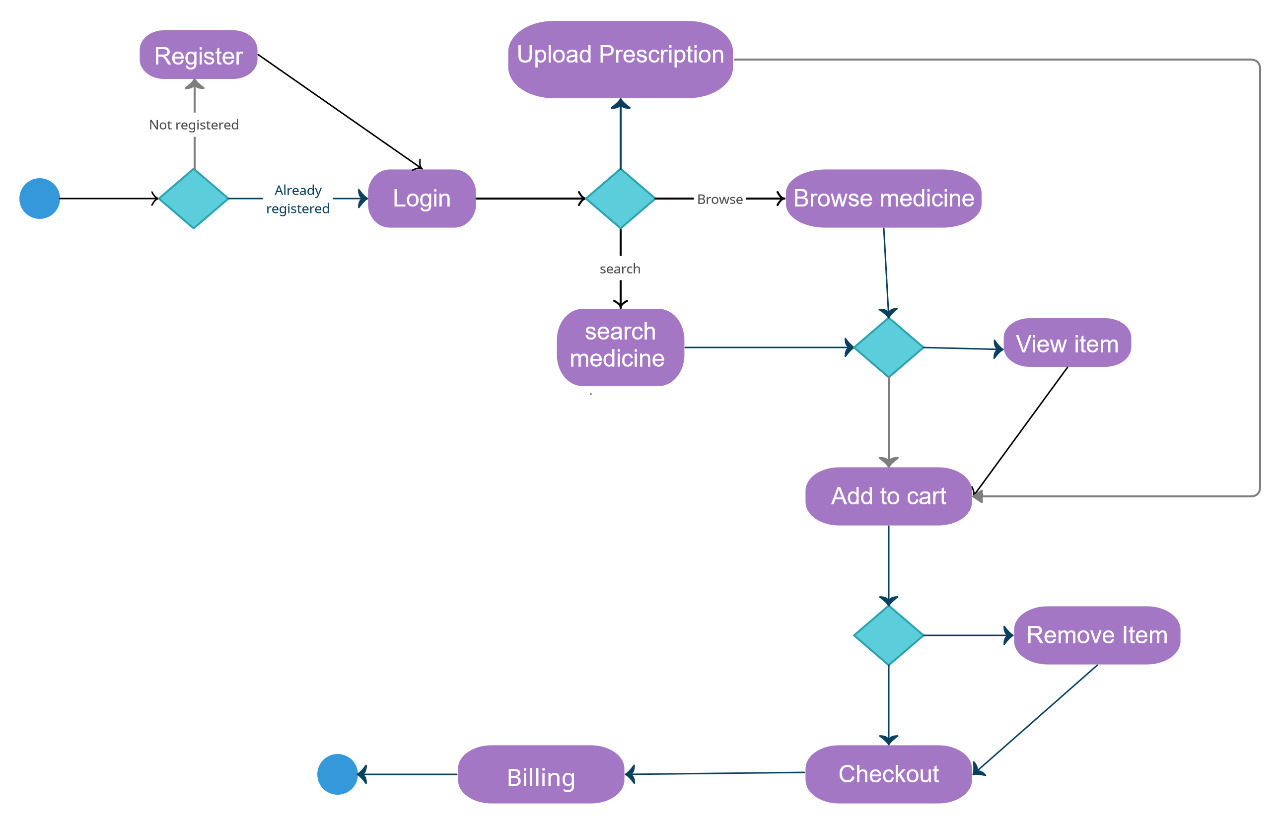 Register
Upload Prescription
Not registered
Already
registered
Login
Browse
Browse medicine
search
search
medicine
View item
Add to cart
Remove Item
Checkout
Billing